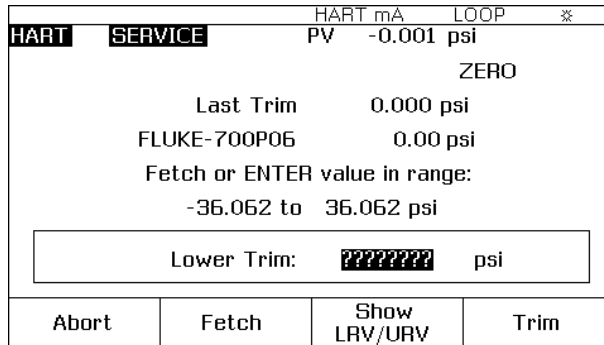 HART mA LOOP
HART SERVICE PV -0.001 psi
ZERO
Last Trim 0.000 psi
FLUKE-700P06 0.00 psi
Fetch or ENTER value in range:
-36.062 to 36.062 psi
Lower Trim: ???????? psi
Abort Fetch Show LRV/URV Trim